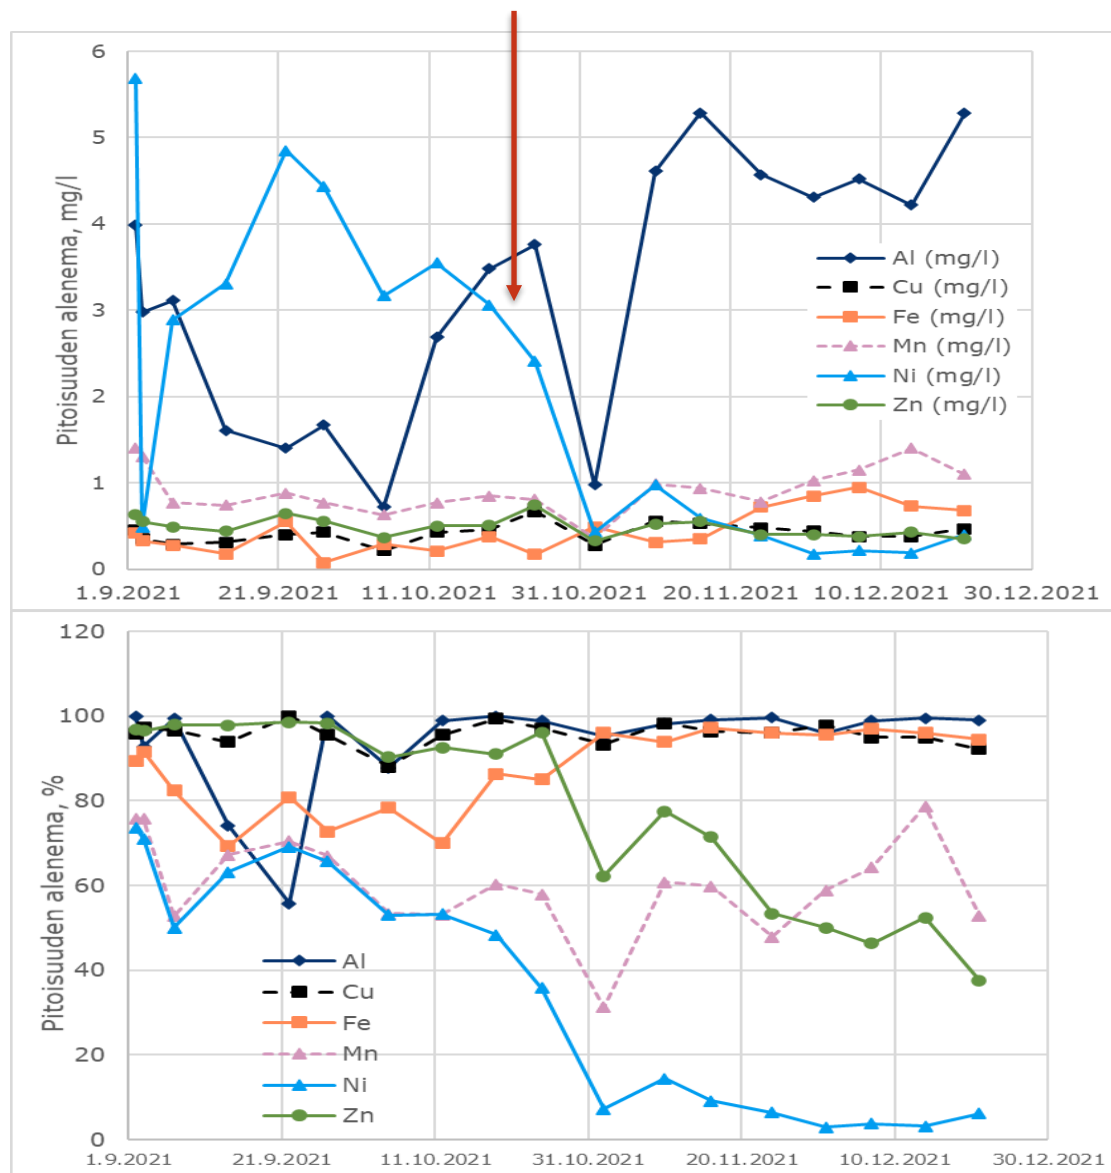 6
5
4
3
2
1
0
Pitoisuuden alenema, mg/l
Al (mg/l)
Cu (mg/l)
Fe (mg/l)
Mn (mg/l)
Ni (mg/l)
Zn (mg/l)
1.9.2021 21.9.2021 11.10.2021 31.10.2021 20.11.2021 10.12.2021 30.12.2021
120
100
80
60
40
20
0
Pitoisuuden alenema, %
Al
Cu
Fe
Mn
Ni
Zn
1.9.2021 21.9.2021 11.10.2021 31.10.2021 20.11.2021 10.12.2021 30.12.2021